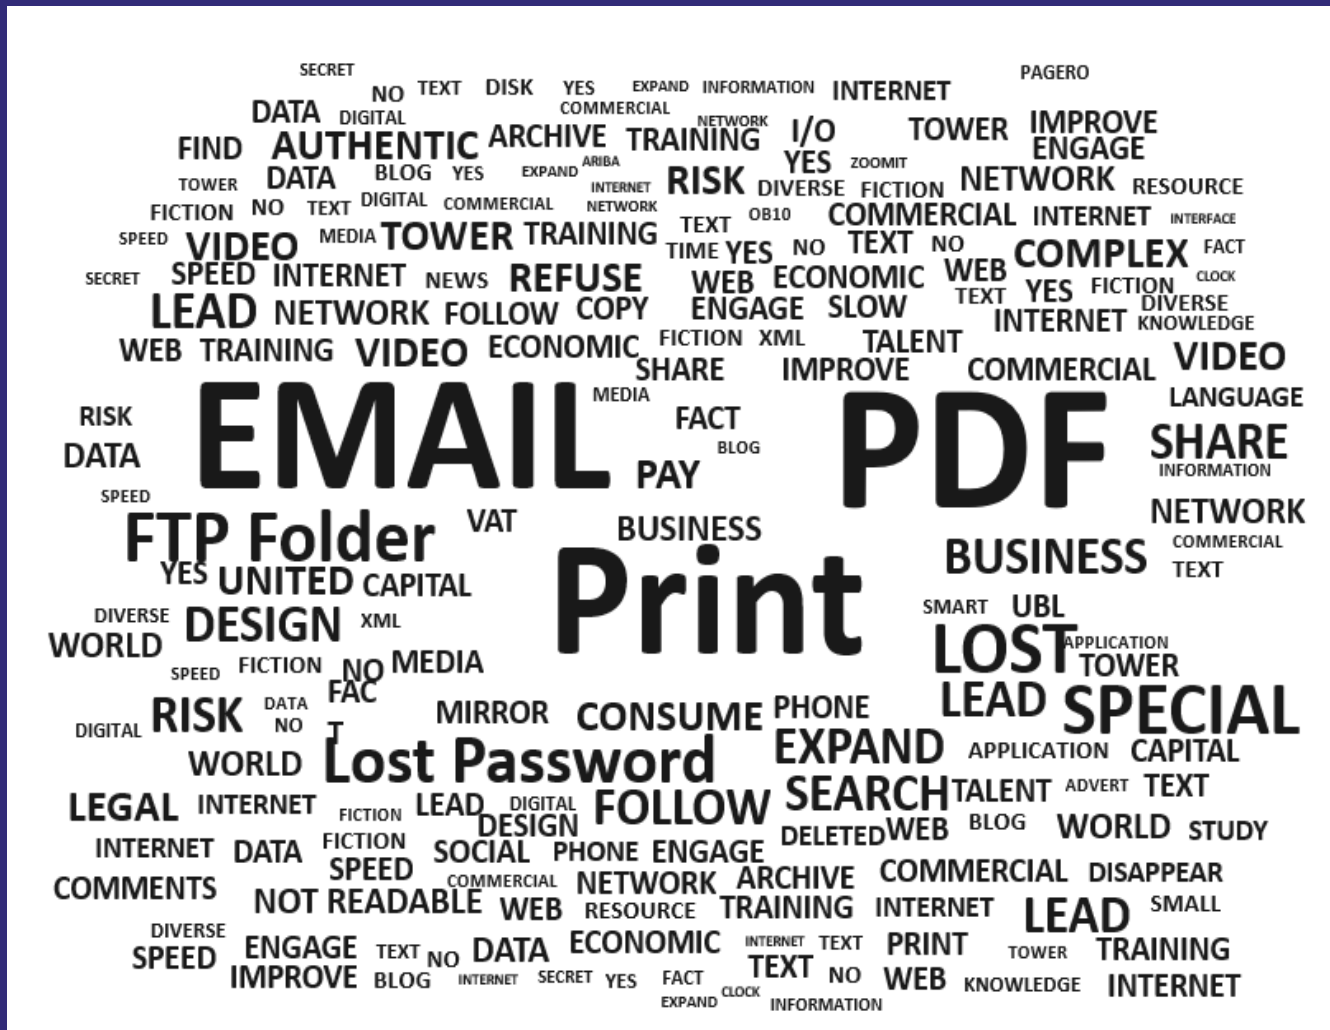 SECRET PAGERO
NO TEXT DISK YES EXPAND INFORMATION INTERNET
DATA DIGITAL COMMERCIAL
FIND AUTHENTIC ARCHIVE TRAINING NETWORK I/O TOWER IMPROVE
ENGAGE
TOWER DATA BLOG YES EXPAND ARIBA INTERNET RISK YES ZOOMIT
DIVERSE FICTION NETWORK RESOURCE
FICTION NO TEXT DIGITAL COMMERCIAL NETWORK TEXT OB10 COMMERCIAL INTERNET INTERFACE
SPEED VIDEO MEDIA TOWER TRAINING TIME YES NO TEXT NO COMPLEX FACT
SECRET SPEED INTERNET NEWS REFUSE WEB ECONOMIC WEB TEXT YES FICTION CLOCK
LEAD NETWORK FOLLOW COPY ENGAGE SLOW INTERNET DIVERSE
KNOWLEDGE
WEB TRAINING VIDEO ECONOMIC FICTION XML TALENT VIDEO
SHARE IMPROVE COMMERCIAL
MEDIA LANGUAGE
RISK EMAIL FACT PDF SHARE
DATA BLOG INFORMATION
PAY
SPEED NETWORK
FTP Folder VAT BUSINESS COMMERCIAL
BUSINESS TEXT
YES UNITED CAPITAL Print
DIVERSE DESIGN XML SMART UBL
WORLD LOST APPLICATION
SPEED FICTION NO MEDIA TOWER
FAC
T
RISK DATA MIRROR CONSUME PHONE LEAD SPECIAL
DIGITAL NO
WORLD Lost Password EXPAND APPLICATION CAPITAL
LEGAL INTERNET FICTION LEAD DIGITAL FOLLOW SEARCH TALENT ADVERT TEXT
DESIGN DELETED WEB BLOG WORLD STUDY
INTERNET DATA FICTION SOCIAL PHONE ENGAGE
SPEED COMMERCIAL NETWORK ARCHIVE COMMERCIAL DISAPPEAR
COMMENTS NOT READABLE WEB RESOURCE TRAINING INTERNET LEAD SMALL
DIVERSE
SPEED ENGAGE TEXT NO DATA ECONOMIC INTERNET TEXT PRINT TOWER TRAINING
IMPROVE BLOG INTERNET SECRET YES FACT TEXT NO WEB KNOWLEDGE INTERNET
EXPAND CLOCK INFORMATION